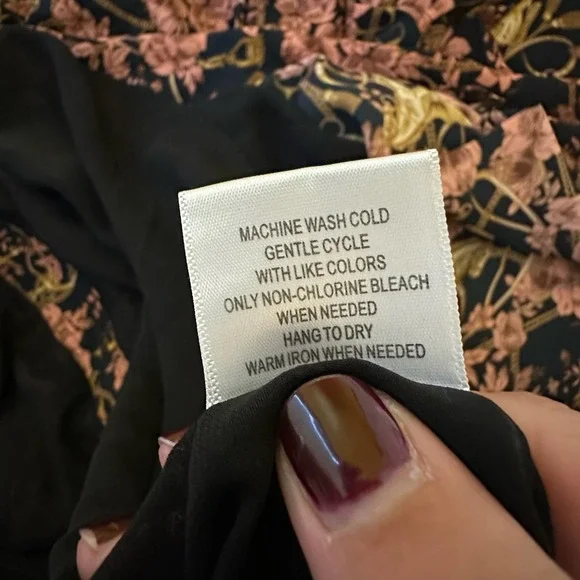 MACHINE WASH COLD
GENTLE CYCLE
WITH LIKE COLORS
ONLY NON-CHLORINE BLEACH
WHEN NEEDED
HANG TO DRY
WARM IRON WHEN NEEDED